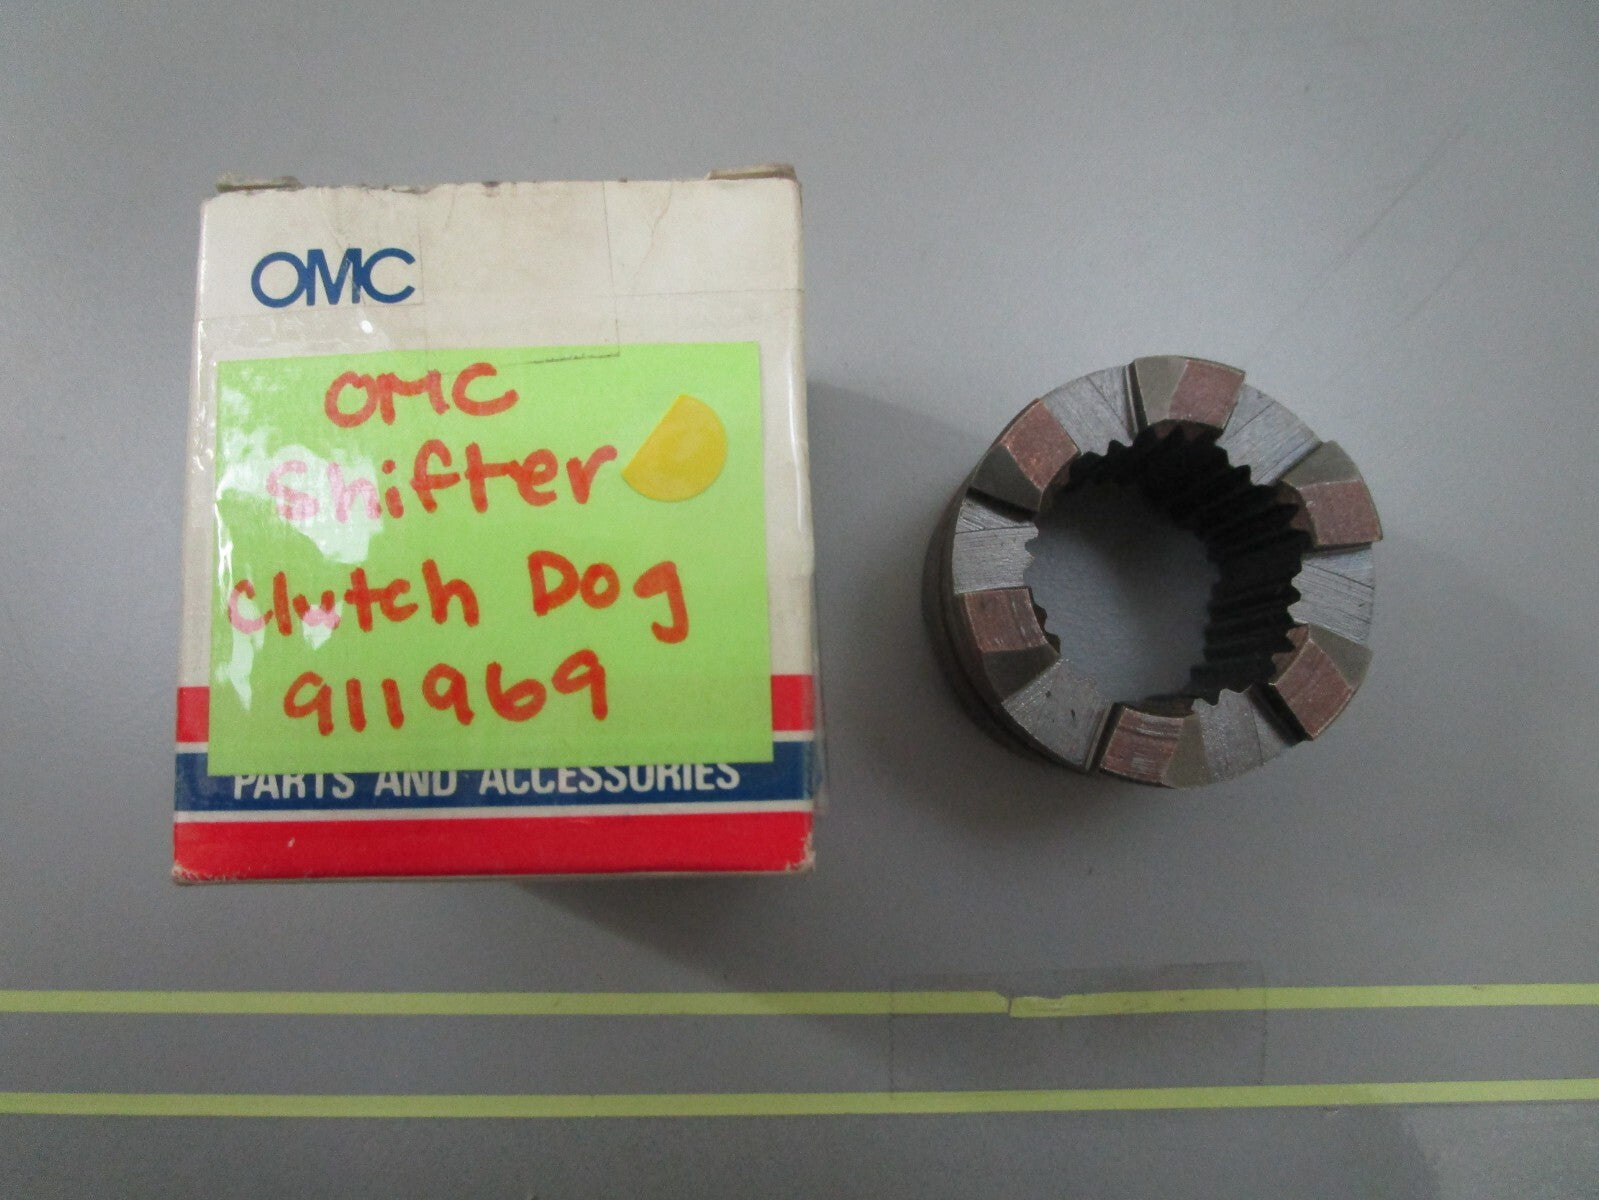 OMC
OMC
Shifter
Clutch Dog
911969
PARTS AND ACCESSORIES